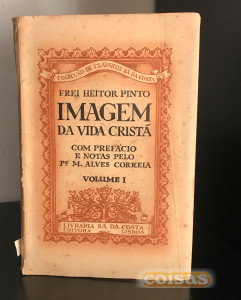 COLECÇÃO DE CLÁSSICOS SÁ DA COSTA
FREI HEITOR PINTO
IMAGEM
DA VIDA CRISTÃ
COM PREFÁCIO
E NOTAS PELO
Pᵉ M. ALVES CORREIA
VOLUME I
LIVRARIA SÁ DA COSTA
EDITORA LISBOA
coisas